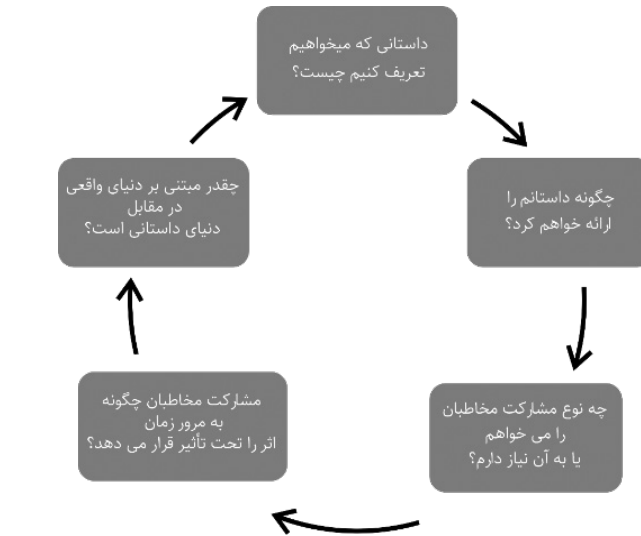 داستانی که میخواهیم
تعریف کنیم چیست؟
چگونه داستانم را
ارائه خواهم کرد؟
چه نوع مشارکت مخاطبان
را می خواهم
یا به آن نیاز دارم؟
مشارکت مخاطبان چگونه
به مرور زمان
اثر را تحت تأثیر قرار می دهد؟
چقدر مبتنی بر دنیای واقعی
در مقابل
دنیای داستانی است؟